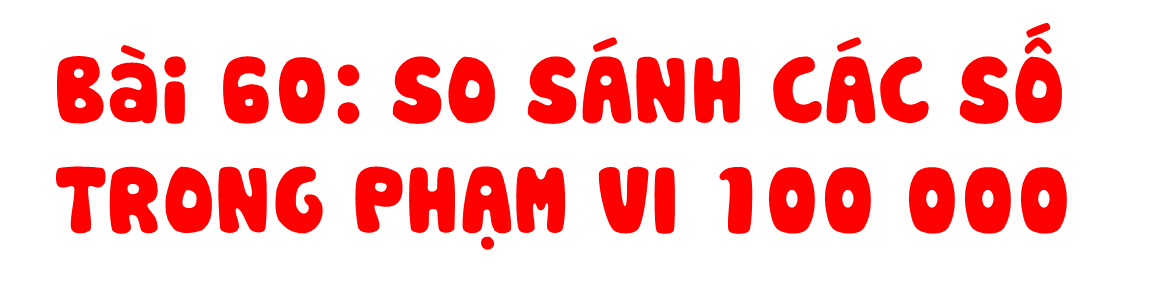 Bài 60: SO SÁNH CÁC SỐ
TRONG PHẠM VI 100 000